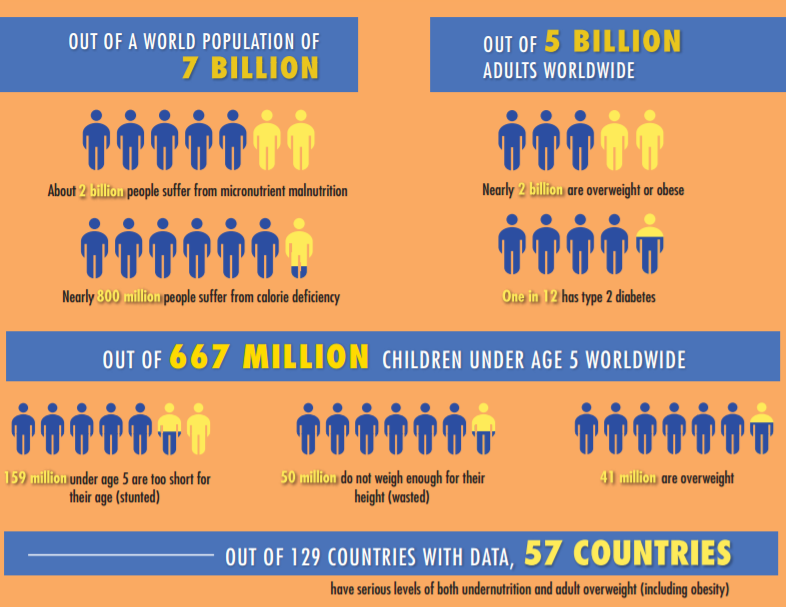 OUT OF A WORLD POPULATION OF
7 BILLION
About 2 billion people suffer from micronutrient malnutrition
Nearly 800 million people suffer from calorie deficiency
OUT OF 5 BILLION
ADULTS WORLDWIDE
Nearly 2 billion are overweight or obese
One in 12 has type 2 diabetes
OUT OF 667 MILLION CHILDREN UNDER AGE 5 WORLDWIDE
159 million under age 5 are too short for
their age (stunted)
50 million do not weigh enough for their
height (wasted)
41 million are overweight
OUT OF 129 COUNTRIES WITH DATA, 57 COUNTRIES
have serious levels of both undernutrition and adult overweight (including obesity)